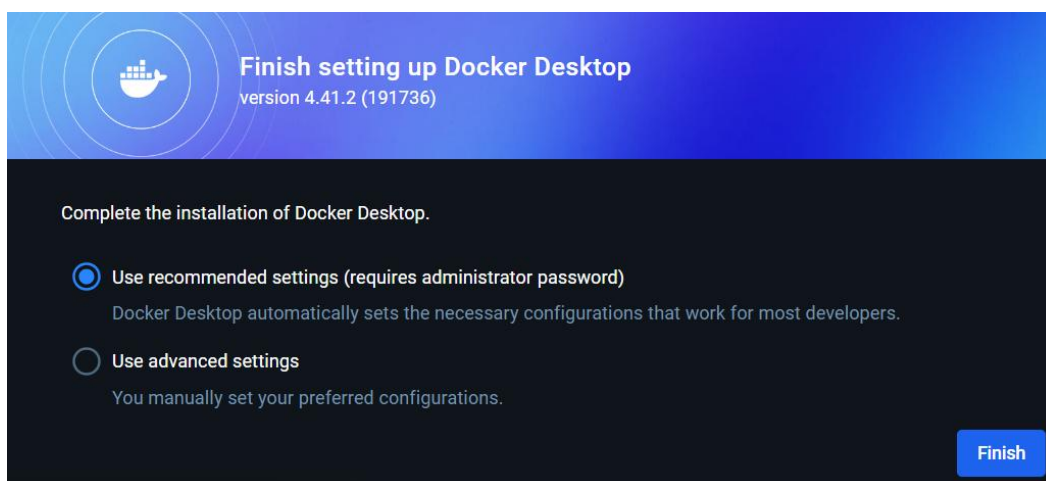 Finish setting up Docker Desktop
version 4.41.2 (191736)
Complete the installation of Docker Desktop.
Use recommended settings (requires administrator password)
Docker Desktop automatically sets the necessary configurations that work for most developers.
Use advanced settings
You manually set your preferred configurations.
Finish